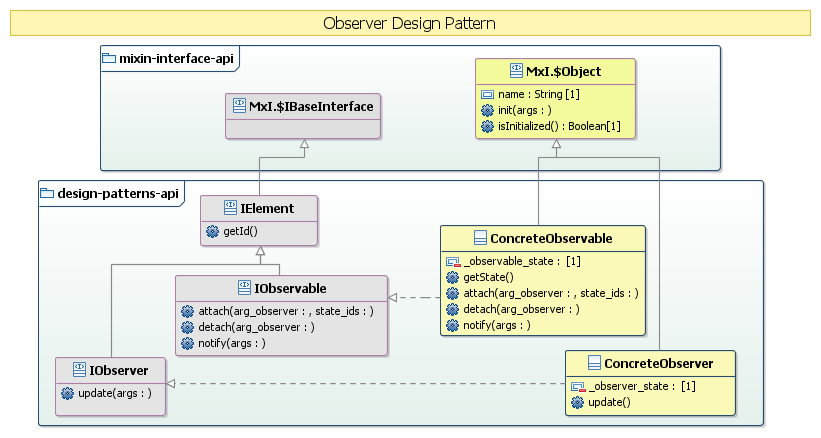 Observer Design Pattern
mixin-interface-api
MxI.$IBaseInterface
MxI.$Object
name : String [1]
init(args : )
isInitialized() : Boolean[1]
design-patterns-api
IElement
getId()
ConcreteObservable
_observable_state :  [1]
getState()
attach(arg_observer : , state_ids : )
detach(arg_observer : )
notify(args : )
IObservable
attach(arg_observer : , state_ids : )
detach(arg_observer : )
notify(args : )
IObserver
update(args : )
ConcreteObserver
_observer_state :  [1]
update()